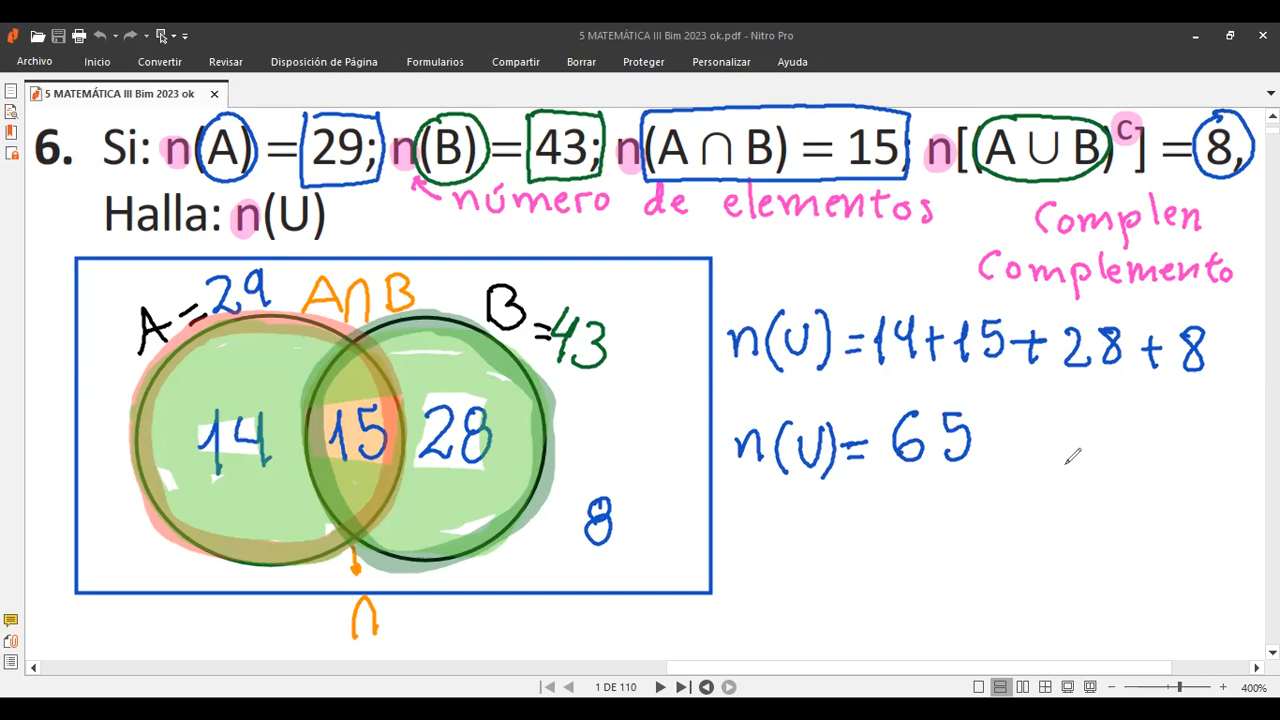 5 MATEMÁTICA III Bim 2023 ok.pdf - Nitro Pro
Archivo Inicio Convertir Revisar Disposición de Página Formularios Compartir Borrar Proteger Personalizar Ayuda
5 MATEMÁTICA III Bim 2023 ok
6. Si: n(A) = 29; n(B) = 43; n(A ∩ B) = 15, n[(A ∪ B)ᶜ] = 8,
número de elementos
Halla: n(U)
Complen
Complemento
A = 29
A∩B
B = 43
14 15 28
8
∩
n(U) = 14 + 15 + 28 + 8
n(U) = 65
1 DE 110
400%